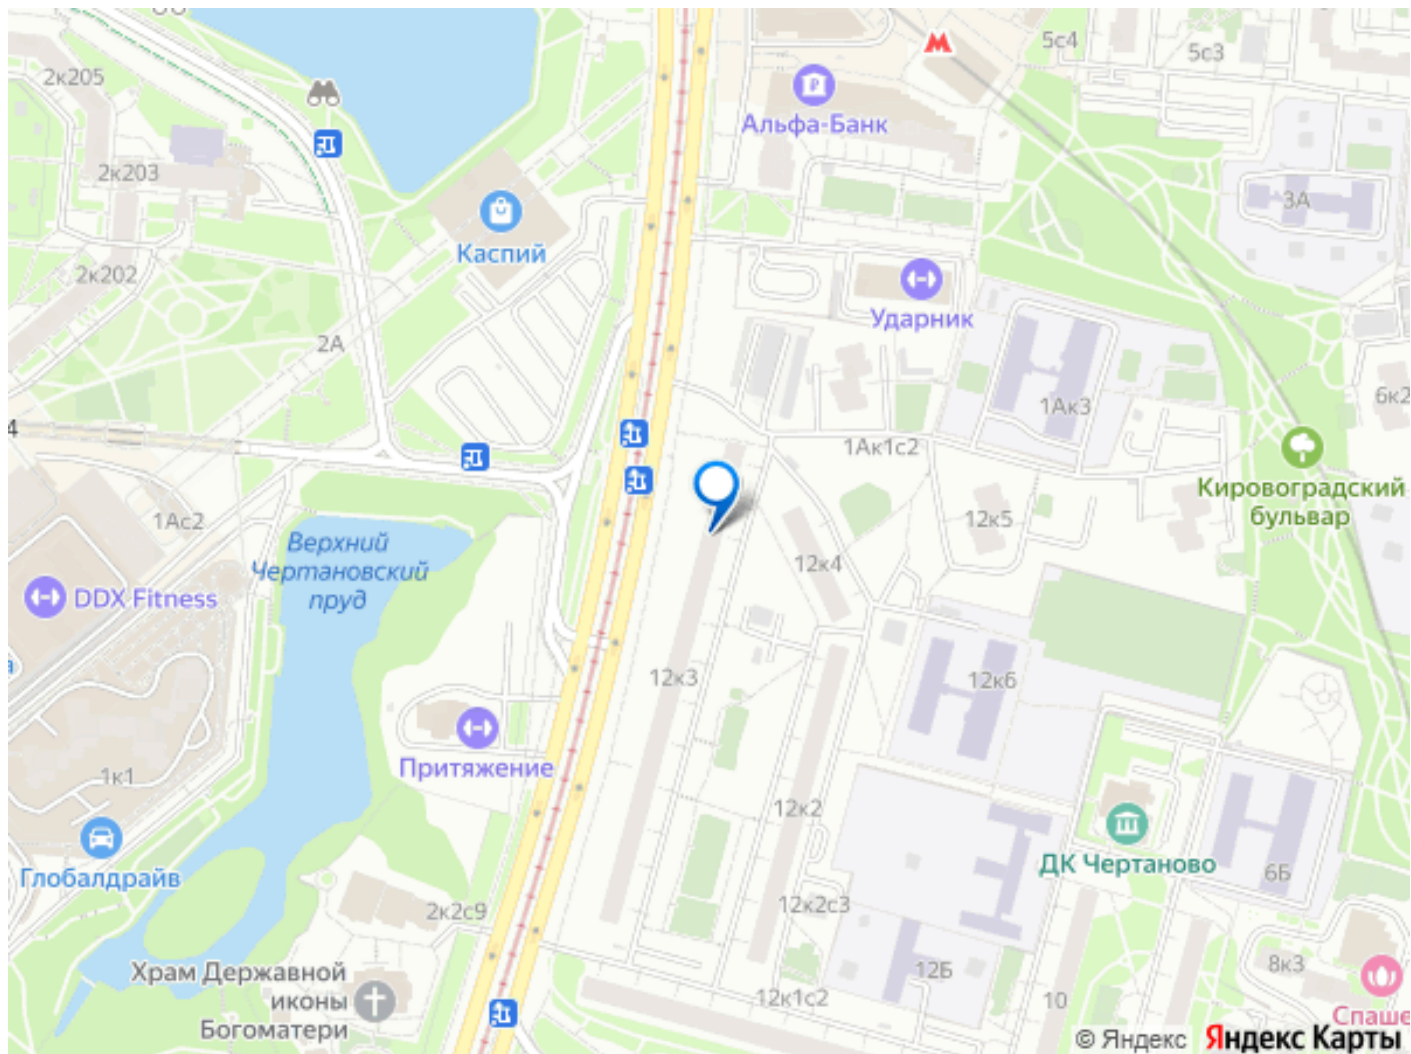 5с4
5с3
2к205
Альфа-Банк
2к203
3А
Каспий
2к202
Ударник
2А
6к2
1Ак3
4
1Ак1с2
Кировоградский
бульвар
1Ас2
12к5
Верхний
Чертановский
пруд
12к4
DDX Fitness
а
12к3
12к6
Притяжение
1к1
12к2
ДК Чертаново
Глобалдрайв
6Б
2к2с9
12к2с3
Храм Державной
иконы
Богоматери
12Б
8к3
12к1с2
10
Спаше
© Яндекс Яндекс Карты